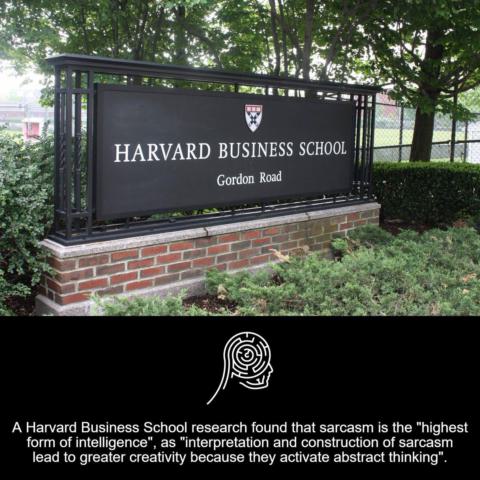 HARVARD BUSINESS SCHOOL
Gordon Road
A Harvard Business School research found that sarcasm is the "highest
form of intelligence", as "interpretation and construction of sarcasm
lead to greater creativity because they activate abstract thinking".